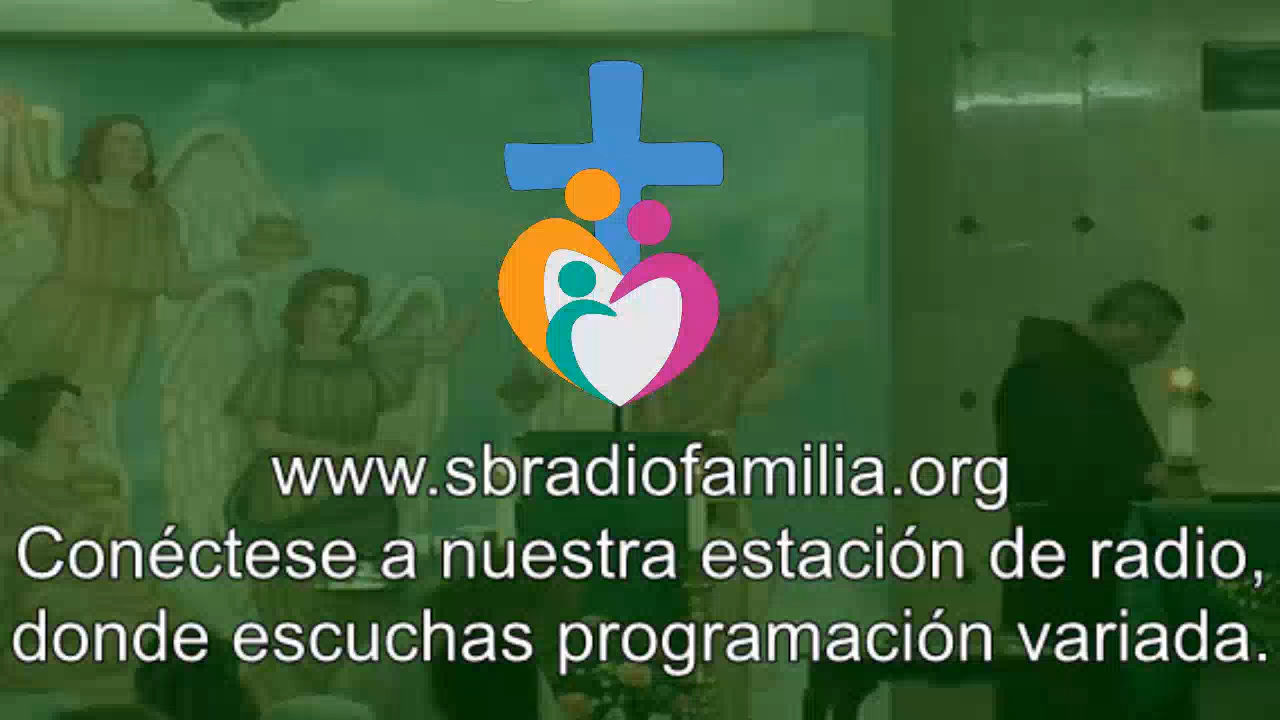 www.sbradiofamilia.org
Conéctese a nuestra estación de radio,
donde escuchas programación variada.